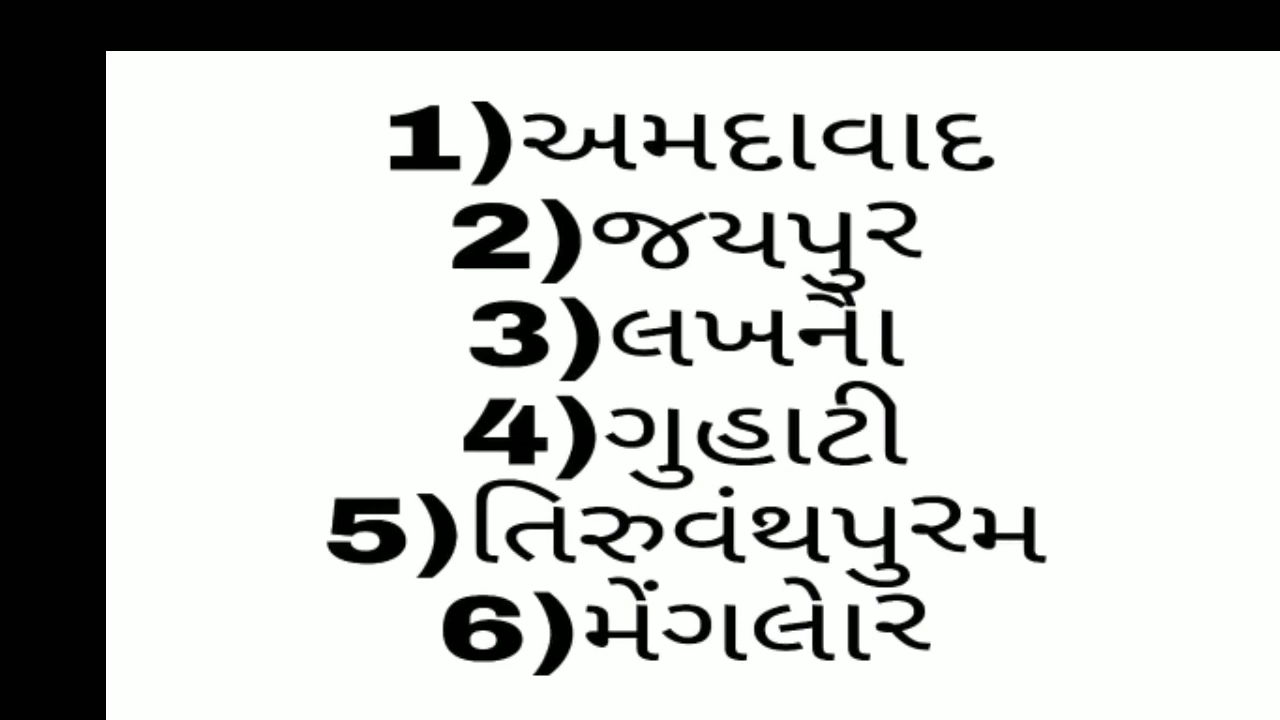 1)અમદાવાદ
2)જયપુર
3)લખનૌ
4)ગુહાટી
5)તિરુવંથપુરમ
6)મેંગલોર